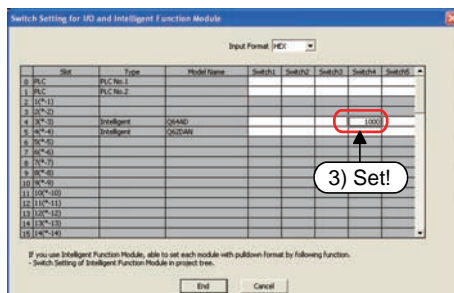 Switch Setting for I/O and Intelligent Function Module
Input Format HEX
Slot Type Model Name Switch1 Switch2 Switch3 Switch4 Switch5
0 PLC PLC No.1
1 PLC PLC No.2
2 1(*-1)
3 2(*-2)
4 3(*-3) Intelligent Q64AD 1000
5 4(*-4) Intelligent Q62DAN
6 5(*-5)
7 6(*-6)
8 7(*-7)
9 8(*-8)
10 9(*-9)
11 10(*-10)
12 11(*-11)
13 12(*-12)
14 13(*-13)
15 14(*-14)
3) Set!
If you use Intelligent Function Module, able to set each module with pulldown format by following function.
- Switch Setting of Intelligent Function Module in project tree.
End Cancel